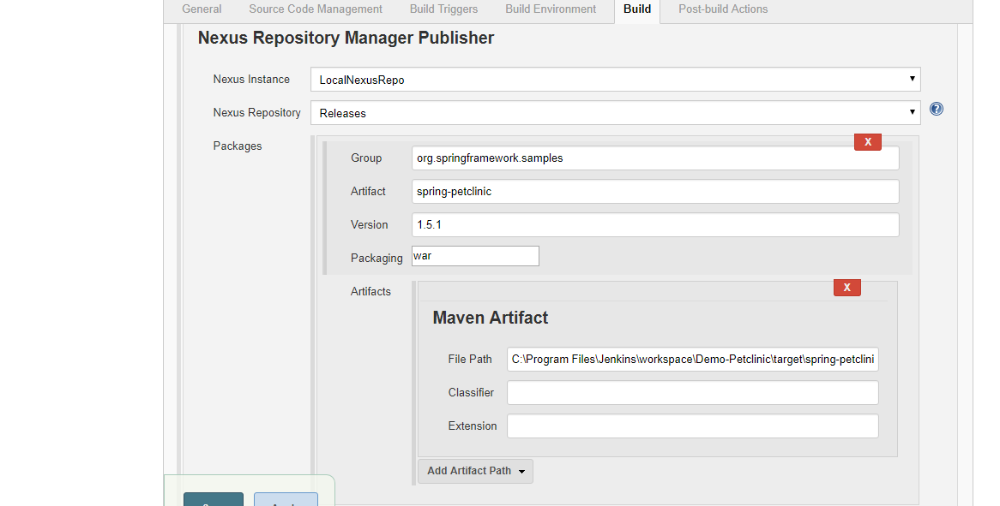 General Source Code Management Build Triggers Build Environment Build Post-build Actions
Nexus Repository Manager Publisher
Nexus Instance LocalNexusRepo
Nexus Repository Releases
Packages
X
Group org.springframework.samples
Artifact spring-petclinic
Version 1.5.1
Packaging war
Artifacts
X
Maven Artifact
File Path C:\Program Files\Jenkins\workspace\Demo-Petclinic\target\spring-petclini
Classifier
Extension
Add Artifact Path